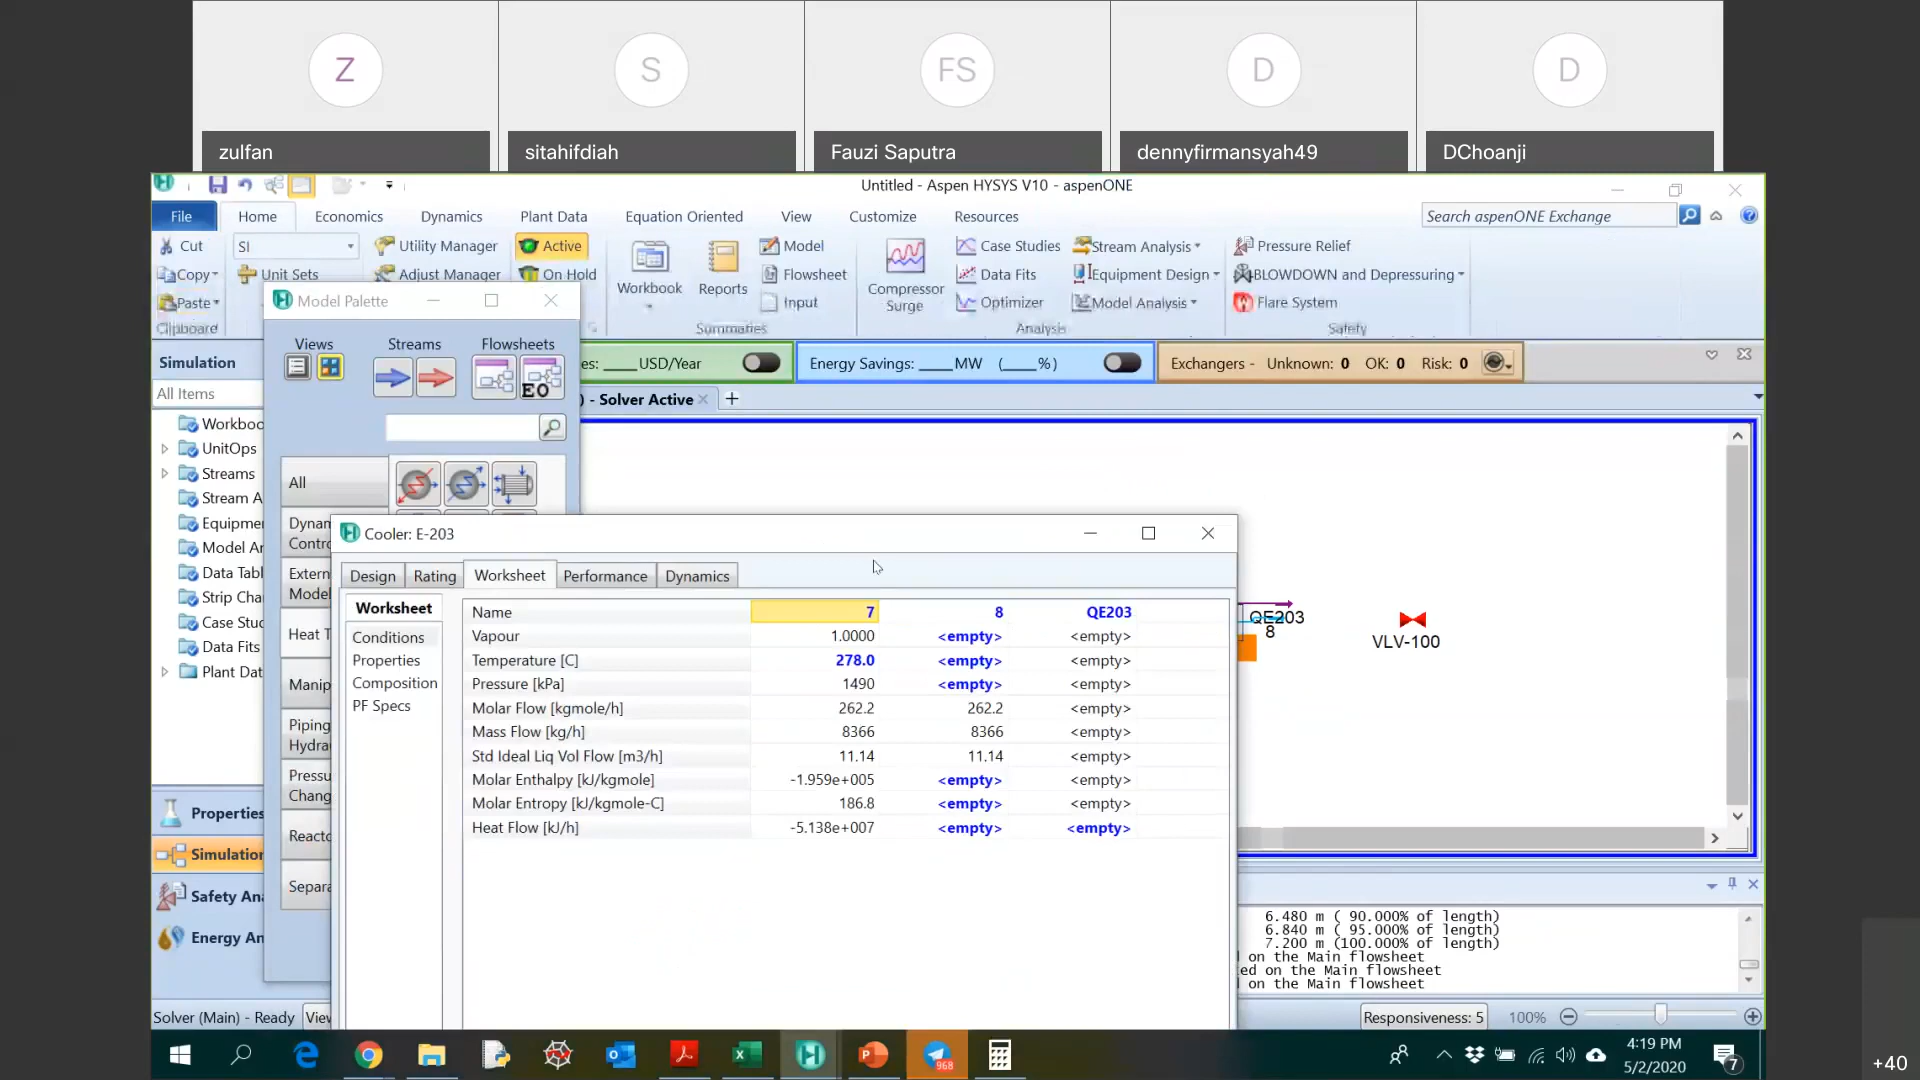 Z
S
FS
D
D
zulfan
sitahifdiah
Fauzi Saputra
dennyfirmansyah49
DChoanji
Untitled - Aspen HYSYS V10 - aspenONE
File
Home
Economics
Dynamics
Plant Data
Equation Oriented
View
Customize
Resources
Search aspenONE Exchange
Cut
SI
Utility Manager
Active
Model
Case Studies
Stream Analysis
Pressure Relief
Copy
Unit Sets
Adjust Manager
On Hold
Workbook
Reports
Flowsheet
Compressor
Surge
Data Fits
Equipment Design
BLOWDOWN and Depressuring
Paste
Input
Optimizer
Model Analysis
Flare System
Clipboard
Summaries
Analysis
Safety
Model Palette
Views
Streams
Flowsheets
EO
Simulation
All Items
es: ____ USD/Year
Energy Savings: ____ MW (____%)
Exchangers - Unknown: 0 OK: 0 Risk: 0
) - Solver Active
Workboo
UnitOps
Streams
Stream A
Equipme
Model Ar
Data Tabl
Strip Cha
Case Stuc
Data Fits
Plant Dat
All
Dynam
Contro
Extern
Model
Heat T
Manip
Piping
Hydra
Pressu
Chang
Reacto
Separa
Properties
Simulation
Safety Ana
Energy An
Cooler: E-203
Design
Rating
Worksheet
Performance
Dynamics
Worksheet
Conditions
Properties
Composition
PF Specs
Name 7 8 QE203
Vapour 1.0000 <empty> <empty>
Temperature [C] 278.0 <empty> <empty>
Pressure [kPa] 1490 <empty> <empty>
Molar Flow [kgmole/h] 262.2 262.2 <empty>
Mass Flow [kg/h] 8366 8366 <empty>
Std Ideal Liq Vol Flow [m3/h] 11.14 11.14 <empty>
Molar Enthalpy [kJ/kgmole] -1.959e+005 <empty> <empty>
Molar Entropy [kJ/kgmole-C] 186.8 <empty> <empty>
Heat Flow [kJ/h] -5.138e+007 <empty> <empty>
QE203
8
VLV-100
6.480 m ( 90.000% of length)
6.840 m ( 95.000% of length)
7.200 m (100.000% of length)
on the Main flowsheet
ed on the Main flowsheet
on the Main flowsheet
Solver (Main) - Ready
View
Responsiveness: 5
100%
968
4:19 PM
5/2/2020
7
+40